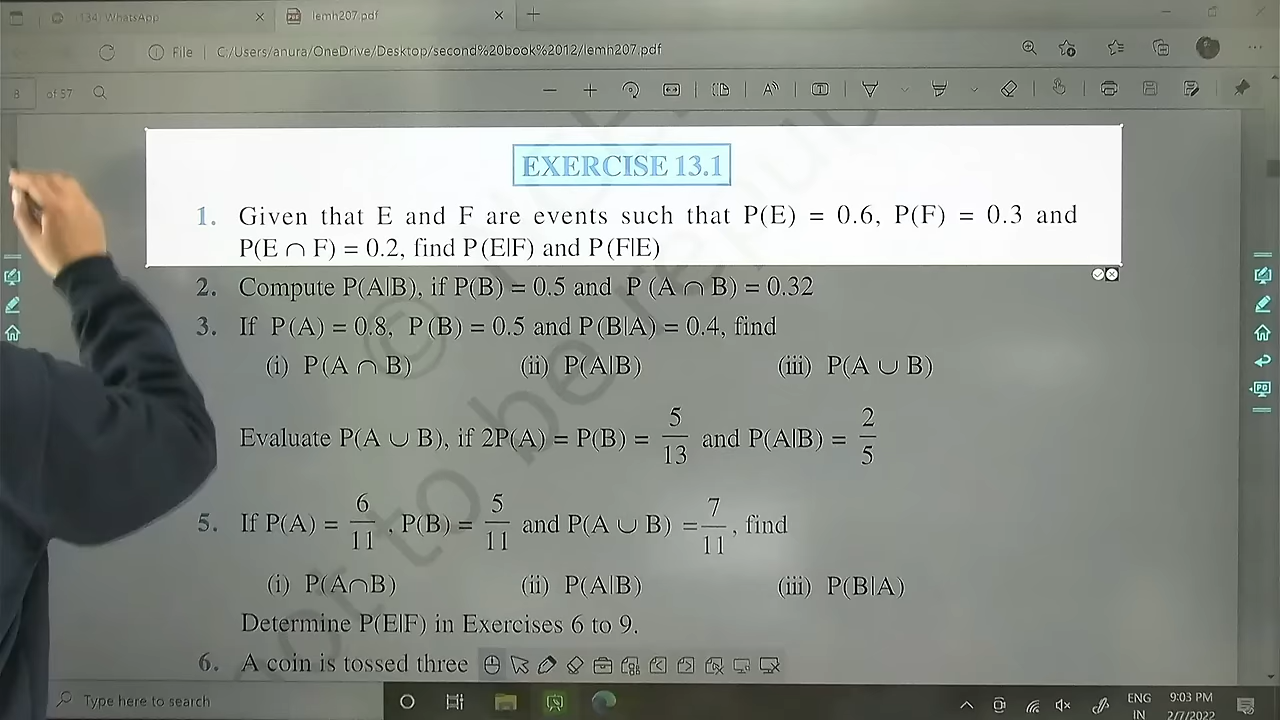 (134) WhatsApp
lemh207.pdf
File C:/Users/anura/OneDrive/Desktop/second%20book%2012/lemh207.pdf
8 of 57
EXERCISE 13.1
1. Given that E and F are events such that P(E) = 0.6, P(F) = 0.3 and
P(E ∩ F) = 0.2, find P(E|F) and P(F|E)
2. Compute P(A|B), if P(B) = 0.5 and P (A ∩ B) = 0.32
3. If P(A) = 0.8, P(B) = 0.5 and P(B|A) = 0.4, find
(i) P(A ∩ B) (ii) P(A|B) (iii) P(A ∪ B)
Evaluate P(A ∪ B), if 2P(A) = P(B) = 5/13 and P(A|B) = 2/5
5. If P(A) = 6/11, P(B) = 5/11 and P(A ∪ B) = 7/11, find
(i) P(A∩B) (ii) P(A|B) (iii) P(B|A)
Determine P(E|F) in Exercises 6 to 9.
6. A coin is tossed three
not to be republ
Type here to search
ENG
IN
9:03 PM
2/7/2022